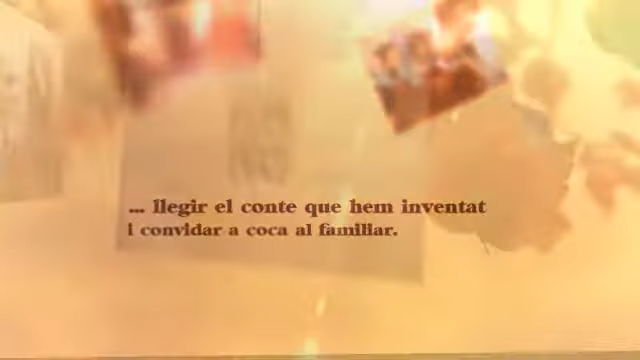 ... llegir el conte que hem inventat
i convidar a coca al familiar.